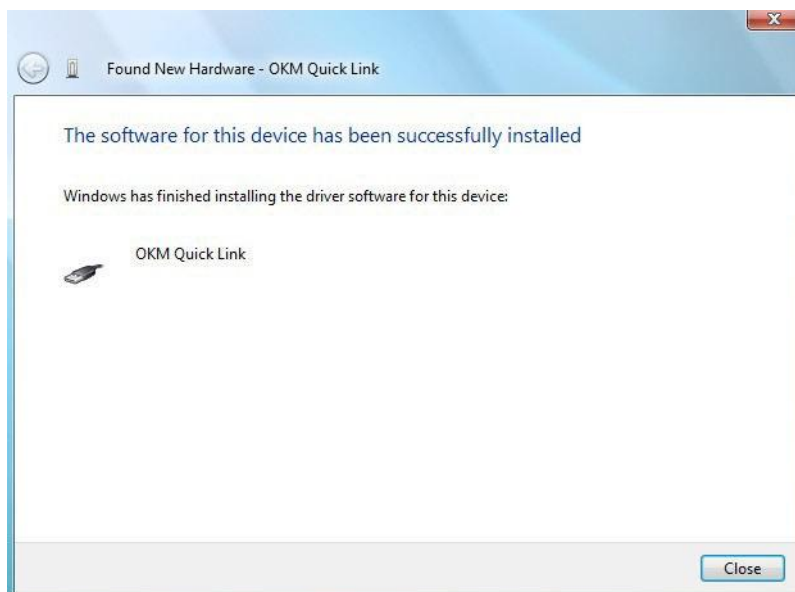 Found New Hardware - OKM Quick Link
The software for this device has been successfully installed
Windows has finished installing the driver software for this device:
OKM Quick Link
Close